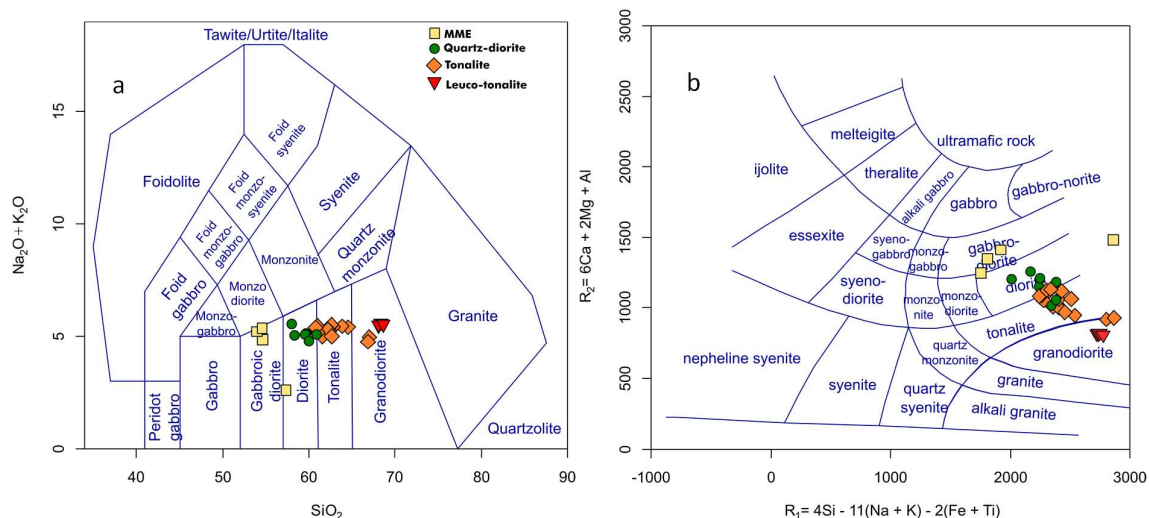 a
Tawite/Urtite/Italite
MME
Quartz-diorite
Tonalite
Leuco-tonalite
Foid
syenite
Foidolite
Foid
monzo-
syenite
Syenite
Foid
monzo-
gabbro
Quartz
monzonite
Monzonite
Foid
gabbro
Monzo
diorite
Monzo-
gabbro
Granite
Peridot
gabbro
Gabbro
Gabbroic
diorite
Diorite
Tonalite
Granodiorite
Quartzolite
0
5
10
15
Na₂O + K₂O
40
50
60
70
80
90
SiO₂
b
melteigite
ultramafic rock
ijolite
theralite
alkali gabbro
gabbro
gabbro-norite
essexite
syeno-
gabbro
monzo-
gabbro
gabbro-
diorite
syeno-
diorite
monzo
nite
monzo-
diorite
diorite
tonalite
nepheline syenite
quartz
monzonite
granodiorite
syenite
quartz
syenite
granite
alkali granite
0
500
1000
1500
2000
2500
3000
R₂= 6Ca + 2Mg + Al
-1000
0
1000
2000
3000
R₁= 4Si - 11(Na + K) - 2(Fe + Ti)